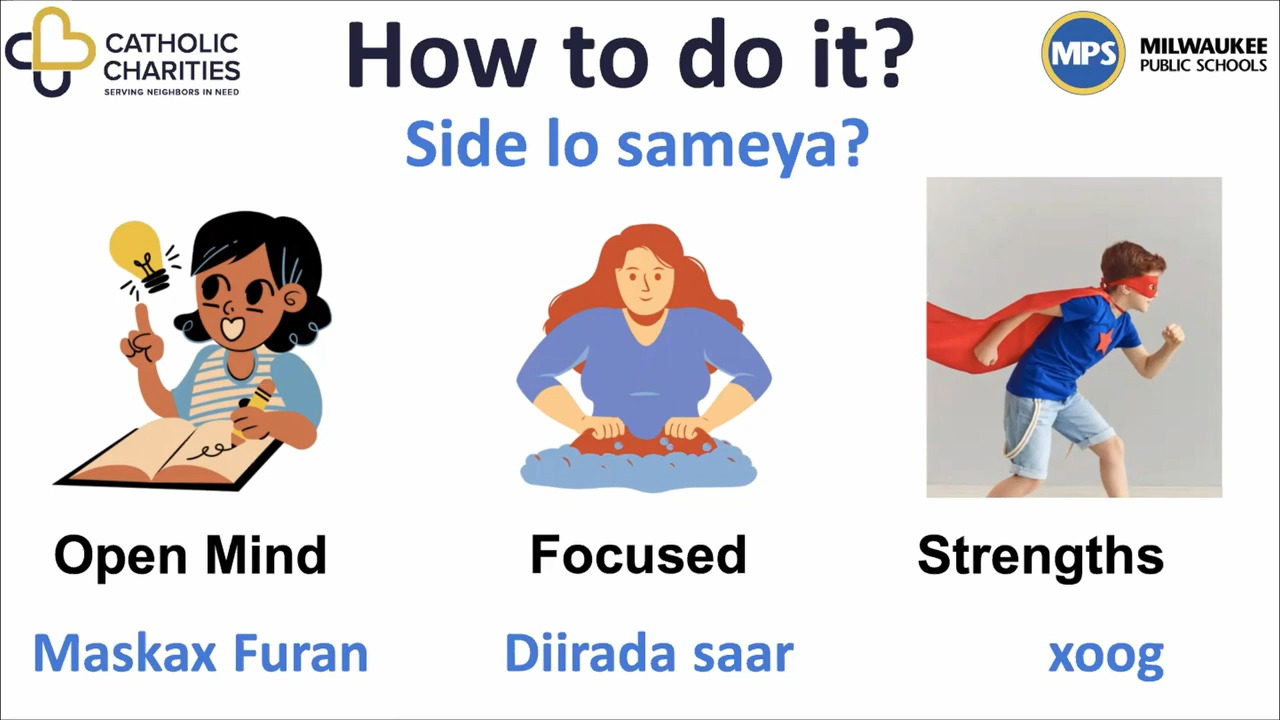 CATHOLIC
CHARITIES
SERVING NEIGHBORS IN NEED
How to do it?
MPS
MILWAUKEE
PUBLIC SCHOOLS
Side lo sameya?
Open Mind
Focused
Strengths
Maskax Furan
Diirada saar
xoog